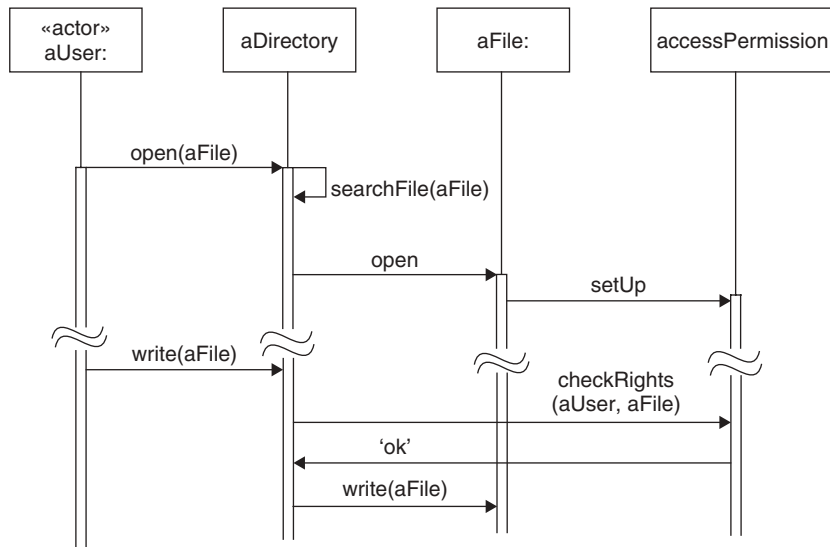 «actor»
aUser:
aDirectory
aFile:
accessPermission
open(aFile)
searchFile(aFile)
open
setUp
write(aFile)
checkRights
(aUser, aFile)
‘ok’
write(aFile)